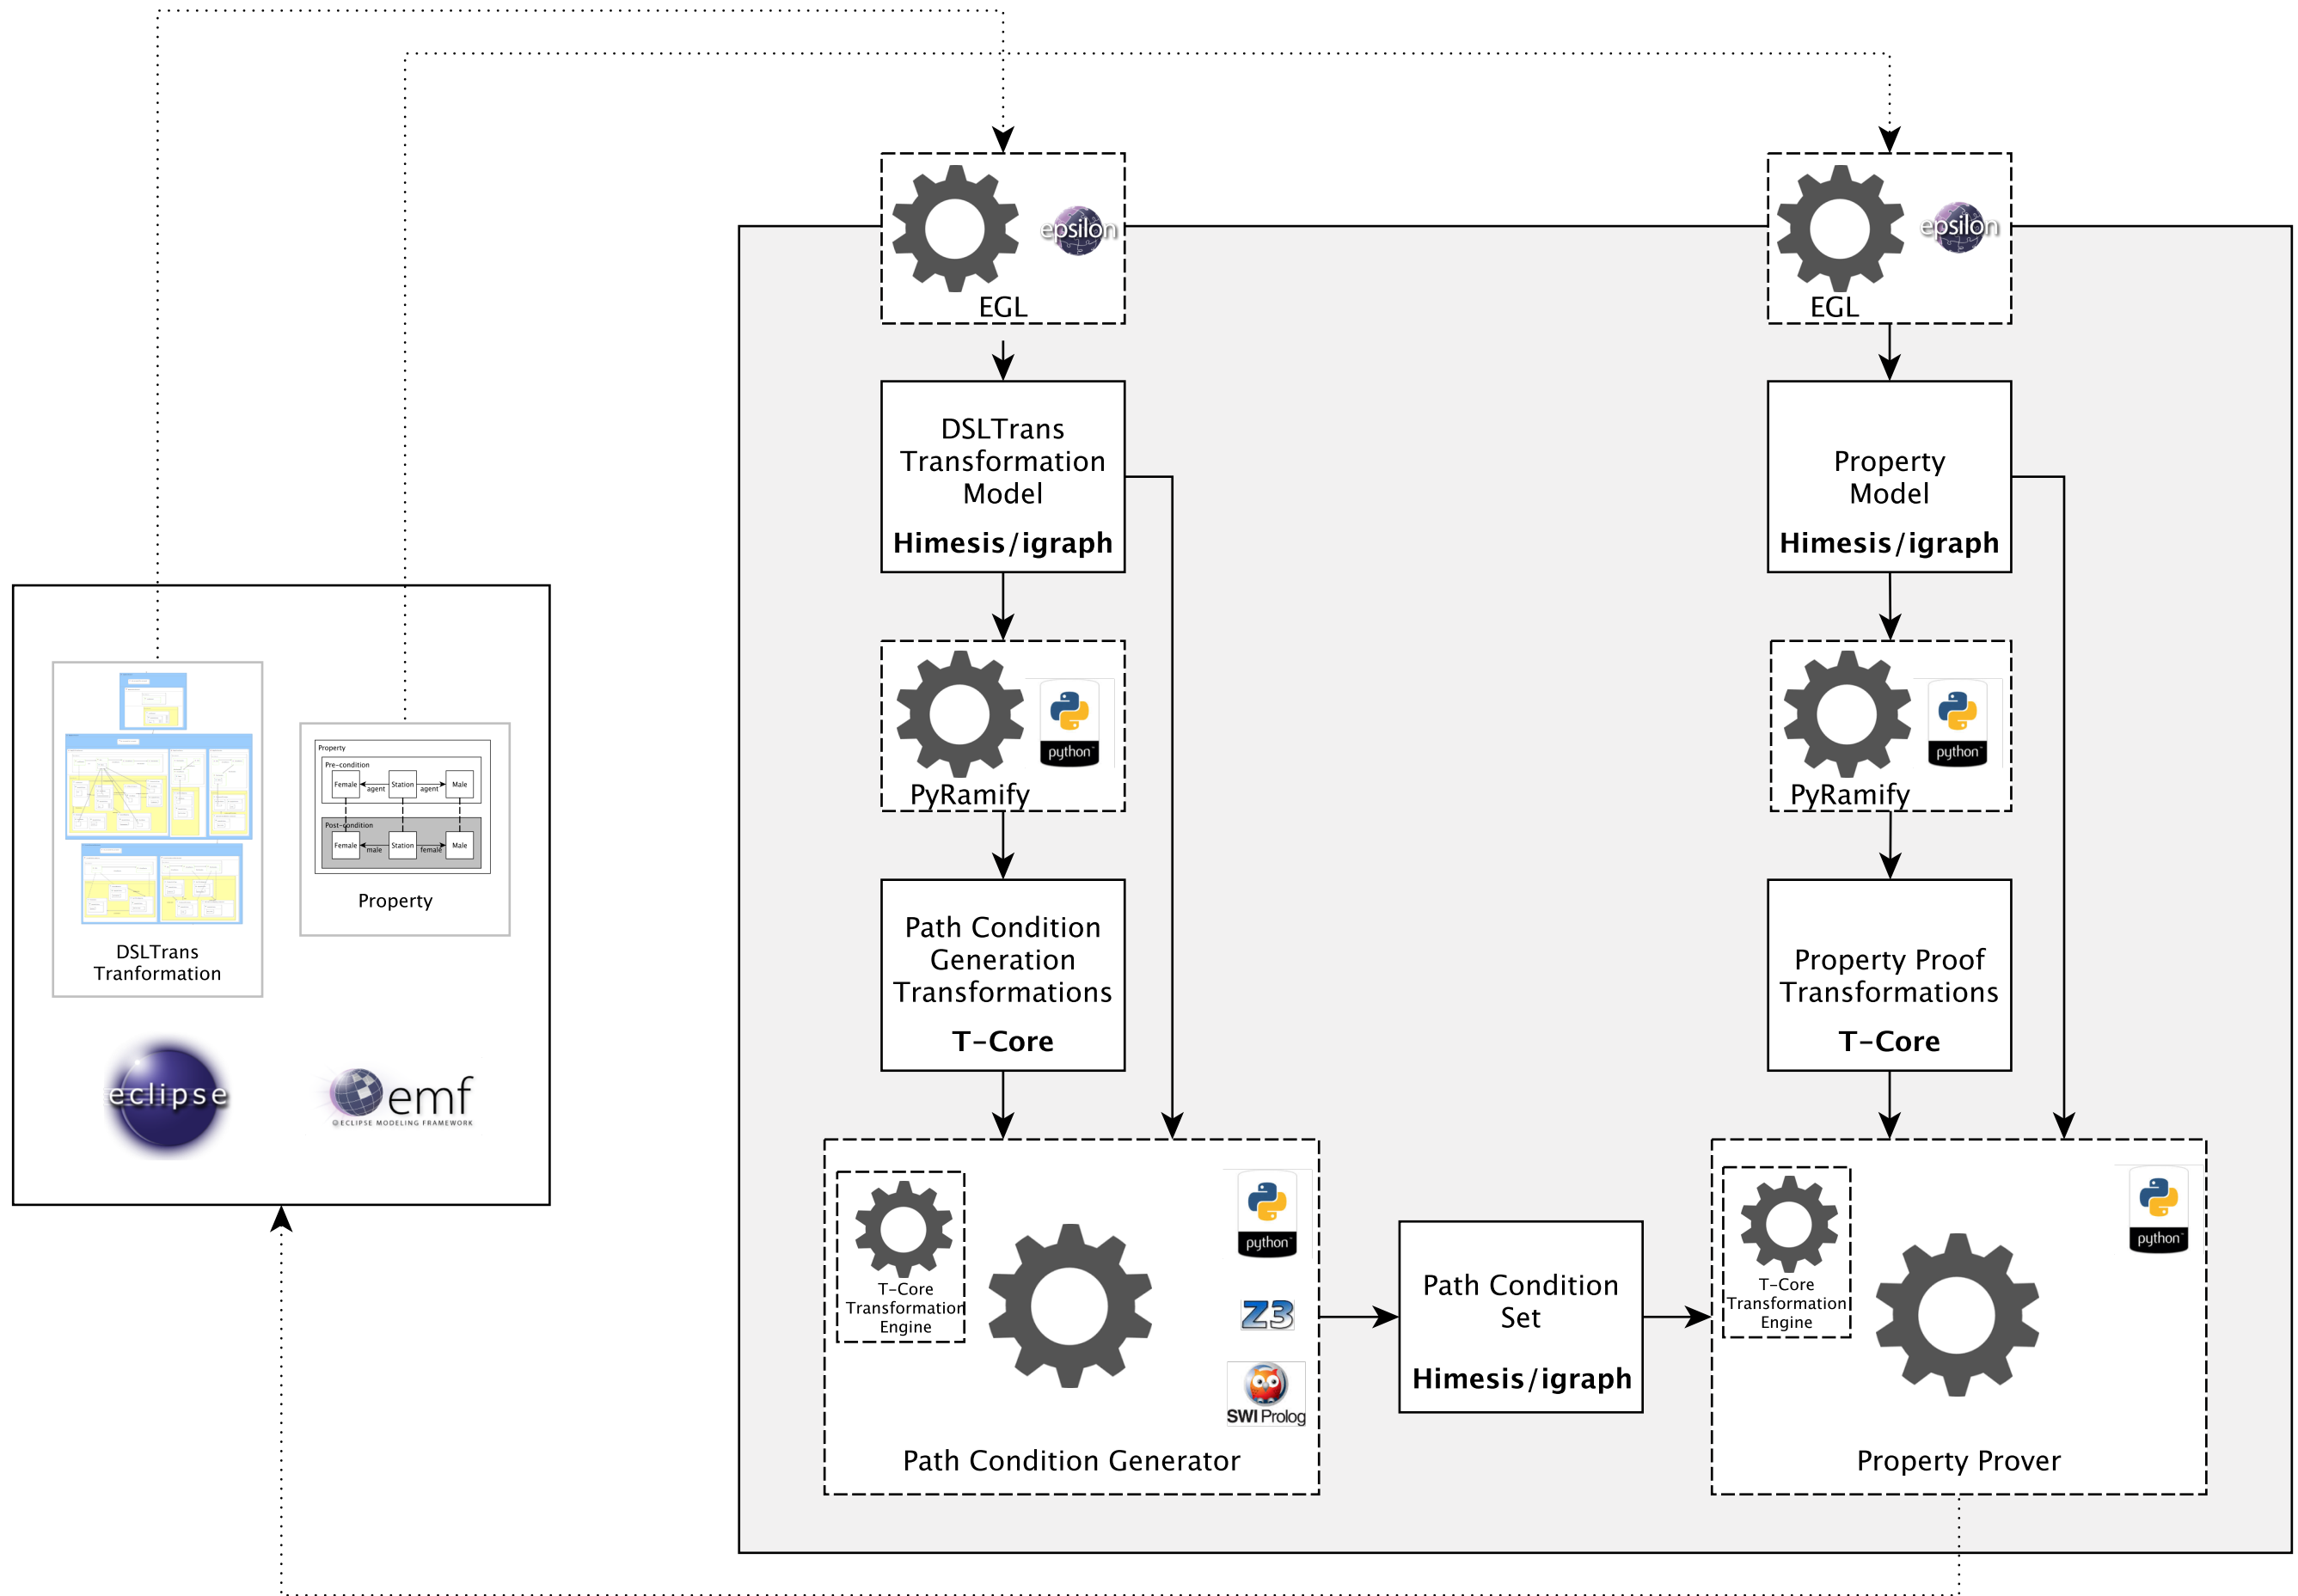 epsilon
EGL
epsilon
EGL
DSLTrans
Transformation
Model
Himesis/igraph
Property
Model
Himesis/igraph
python
PyRamify
python
PyRamify
Property
Pre-condition
Female
Station
Male
agent
agent
Post-condition
Female
Station
Male
male
female
Property
DSLTrans
Tranformation
eclipse
emf
ECLIPSE MODELING FRAMEWORK
Path Condition
Generation
Transformations
T-Core
Property Proof
Transformations
T-Core
T-Core
Transformation
Engine
python
Z3
SWI Prolog
Path Condition Generator
Path Condition
Set
Himesis/igraph
T-Core
Transformation
Engine
python
Property Prover